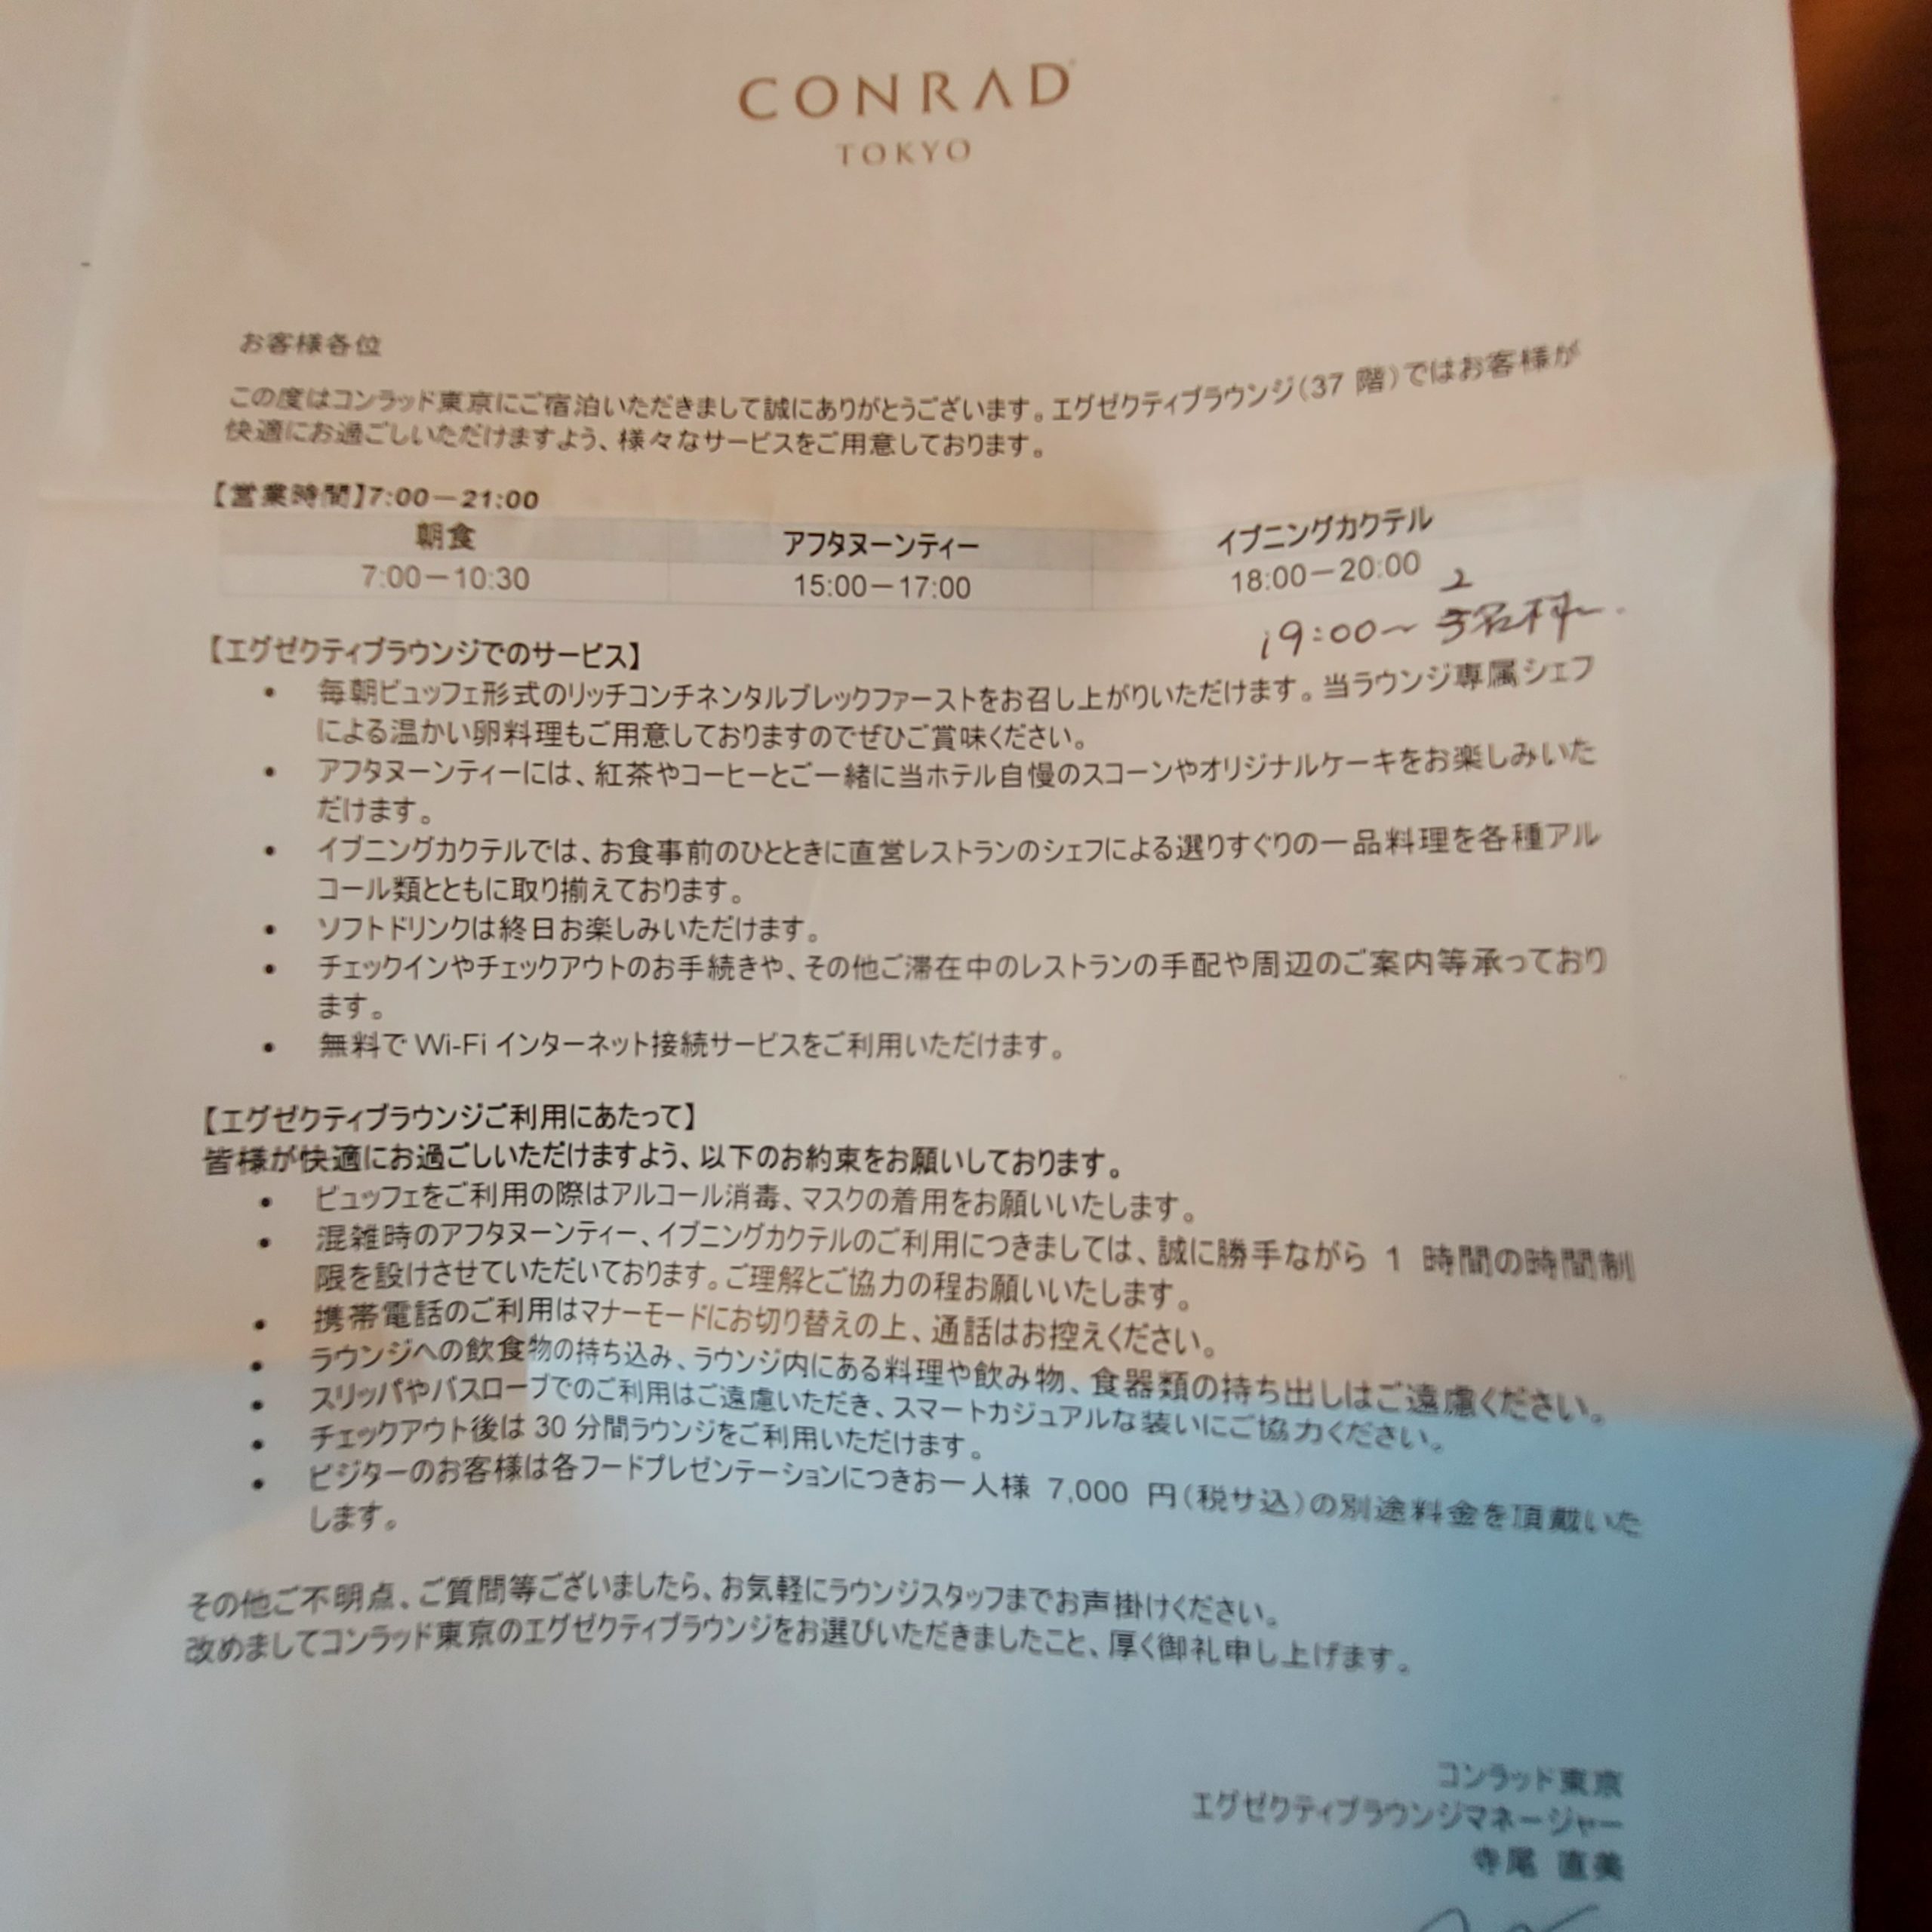 CONRAD
TOKYO
お客様各位
この度はコンラッド東京にご宿泊いただきまして誠にありがとうございます。エグゼクティブラウンジ(37 階)ではお客様が
快適にお過ごしいただけますよう、様々なサービスをご用意しております。
【営業時間】7:00－21:00
朝食 アフタヌーンティー イブニングカクテル
7:00－10:30 15:00－17:00 18:00－20:00
2
19:00～ 名様
【エグゼクティブラウンジでのサービス】
• 毎朝ビュッフェ形式のリッチコンチネンタルブレックファーストをお召し上がりいただけます。当ラウンジ専属シェフ
による温かい卵料理もご用意しておりますのでぜひご賞味ください。
• アフタヌーンティーには、紅茶やコーヒーとご一緒に当ホテル自慢のスコーンやオリジナルケーキをお楽しみいた
だけます。
• イブニングカクテルでは、お食事前のひとときに直営レストランのシェフによる選りすぐりの一品料理を各種アル
コール類とともに取り揃えております。
• ソフトドリンクは終日お楽しみいただけます。
• チェックインやチェックアウトのお手続きや、その他ご滞在中のレストランの手配や周辺のご案内等承っており
ます。
• 無料で Wi-Fi インターネット接続サービスをご利用いただけます。
【エグゼクティブラウンジご利用にあたって】
皆様が快適にお過ごしいただけますよう、以下のお約束をお願いしております。
• ビュッフェをご利用の際はアルコール消毒、マスクの着用をお願いいたします。
• 混雑時のアフタヌーンティー、イブニングカクテルのご利用につきましては、誠に勝手ながら 1 時間の時間制
限を設けさせていただいております。ご理解とご協力の程お願いいたします。
• 携帯電話のご利用はマナーモードにお切り替えの上、通話はお控えください。
• ラウンジへの飲食物の持ち込み、ラウンジ内にある料理や飲み物、食器類の持ち出しはご遠慮ください。
• スリッパやバスローブでのご利用はご遠慮いただき、スマートカジュアルな装いにご協力ください。
• チェックアウト後は 30 分間ラウンジをご利用いただけます。
• ビジターのお客様は各フードプレゼンテーションにつきお一人様 7,000 円(税サ込)の別途料金を頂戴いた
します。
その他ご不明点、ご質問等ございましたら、お気軽にラウンジスタッフまでお声掛けください。
改めましてコンラッド東京のエグゼクティブラウンジをお選びいただきましたこと、厚く御礼申し上げます。
コンラッド東京
エグゼクティブラウンジマネージャー
寺尾 直美